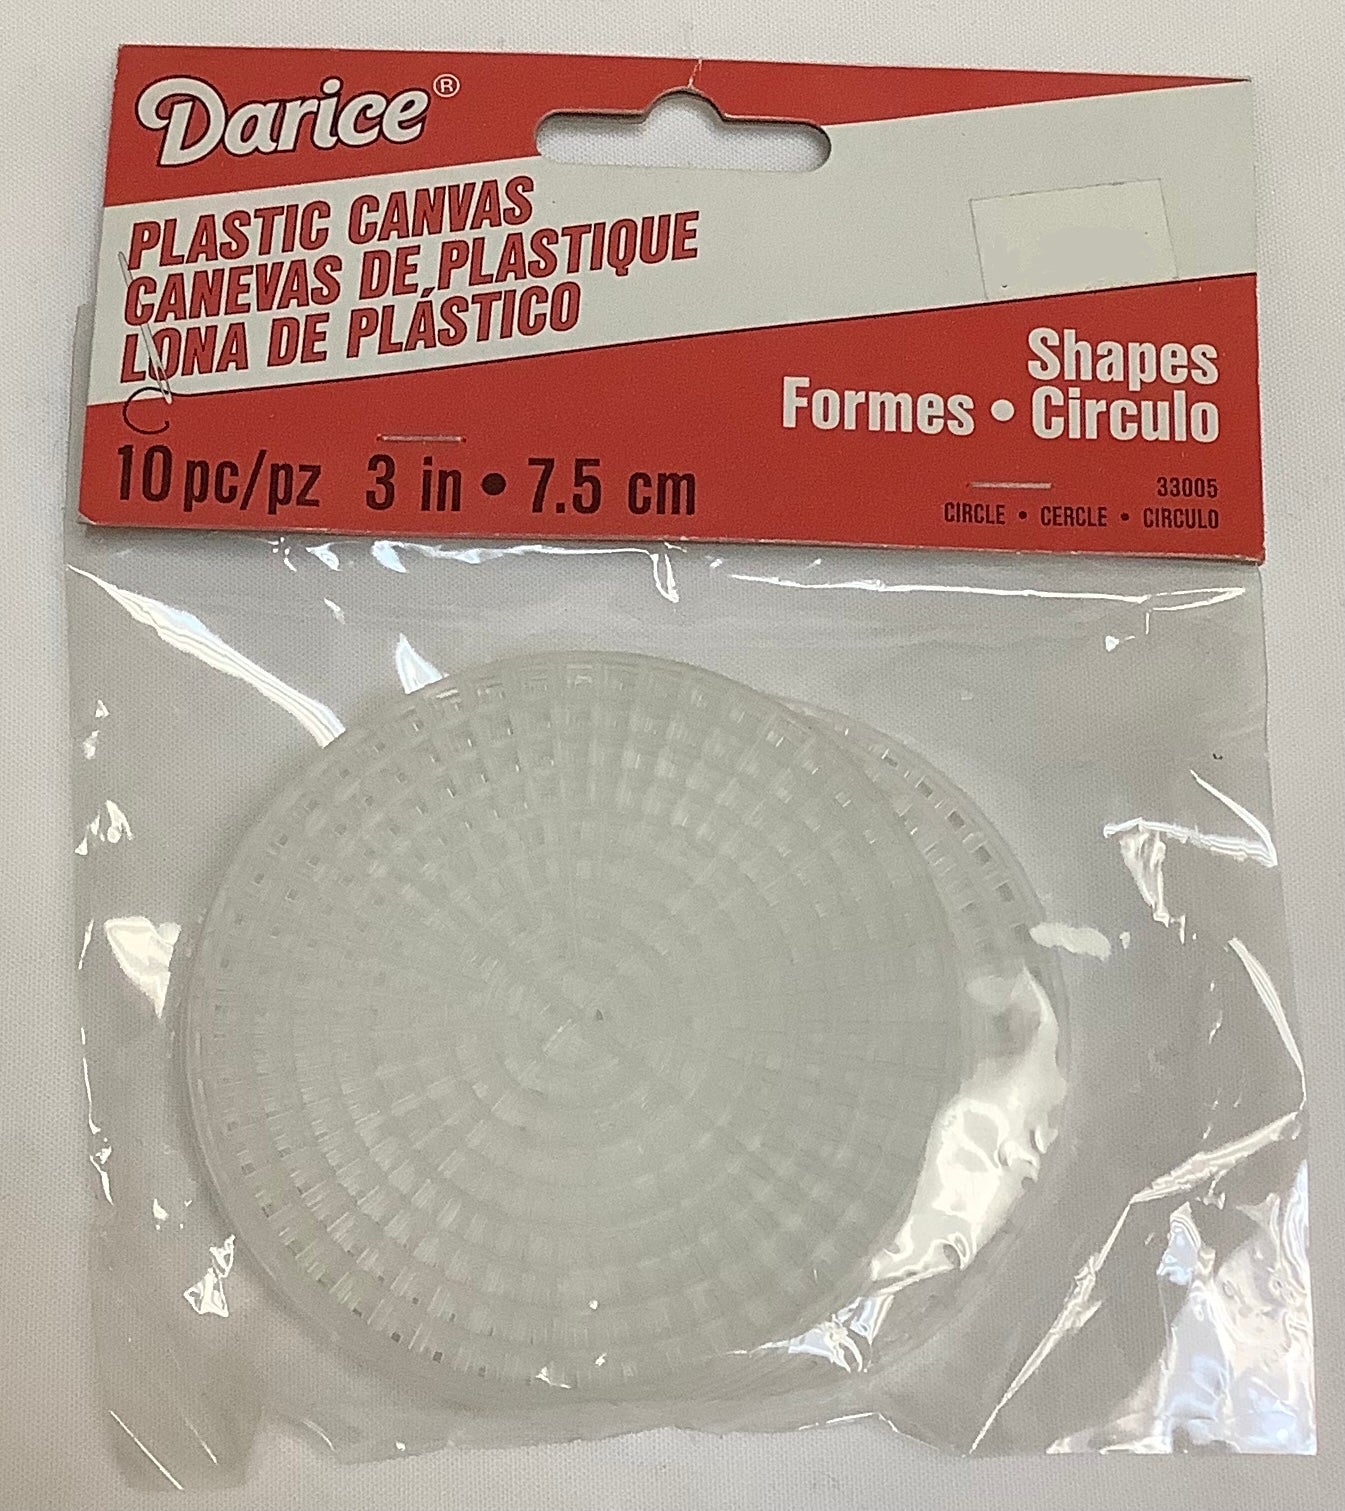 Darice®
PLASTIC CANVAS
CANEVAS DE PLASTIQUE
LONA DE PLÁSTICO
Shapes
Formes • Circulo
10 pc/pz 3 in • 7.5 cm
33005
CIRCLE • CERCLE • CIRCULO